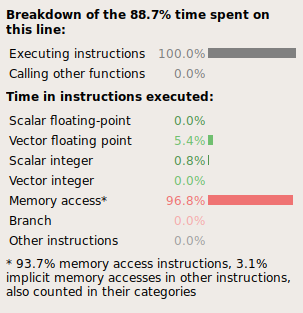 Breakdown of the 88.7% time spent on
this line:
Executing instructions 100.0%
Calling other functions 0.0%
Time in instructions executed:
Scalar floating-point 0.0%
Vector floating point 5.4%
Scalar integer 0.8%
Vector integer 0.0%
Memory access* 96.8%
Branch 0.0%
Other instructions 0.0%
* 93.7% memory access instructions, 3.1%
implicit memory accesses in other instructions,
also counted in their categories